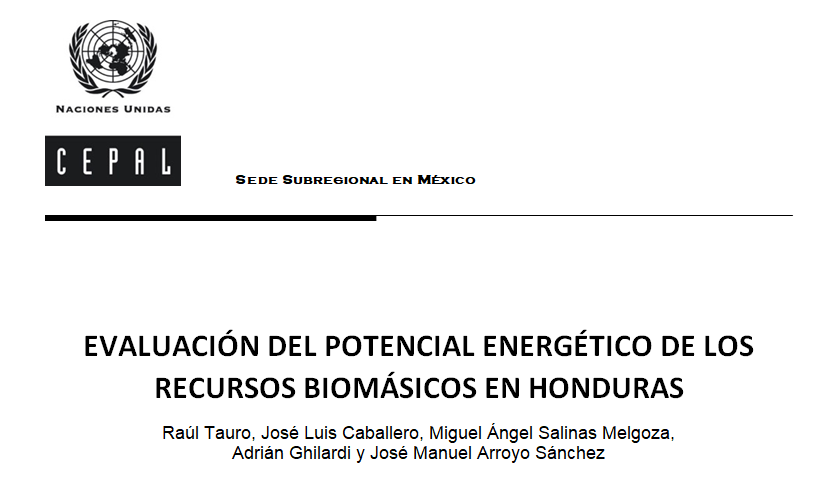 NACIONES UNIDAS
CEPAL
SEDE SUBREGIONAL EN MÉXICO
EVALUACIÓN DEL POTENCIAL ENERGÉTICO DE LOS
RECURSOS BIOMÁSICOS EN HONDURAS
Raúl Tauro, José Luis Caballero, Miguel Ángel Salinas Melgoza,
Adrián Ghilardi y José Manuel Arroyo Sánchez